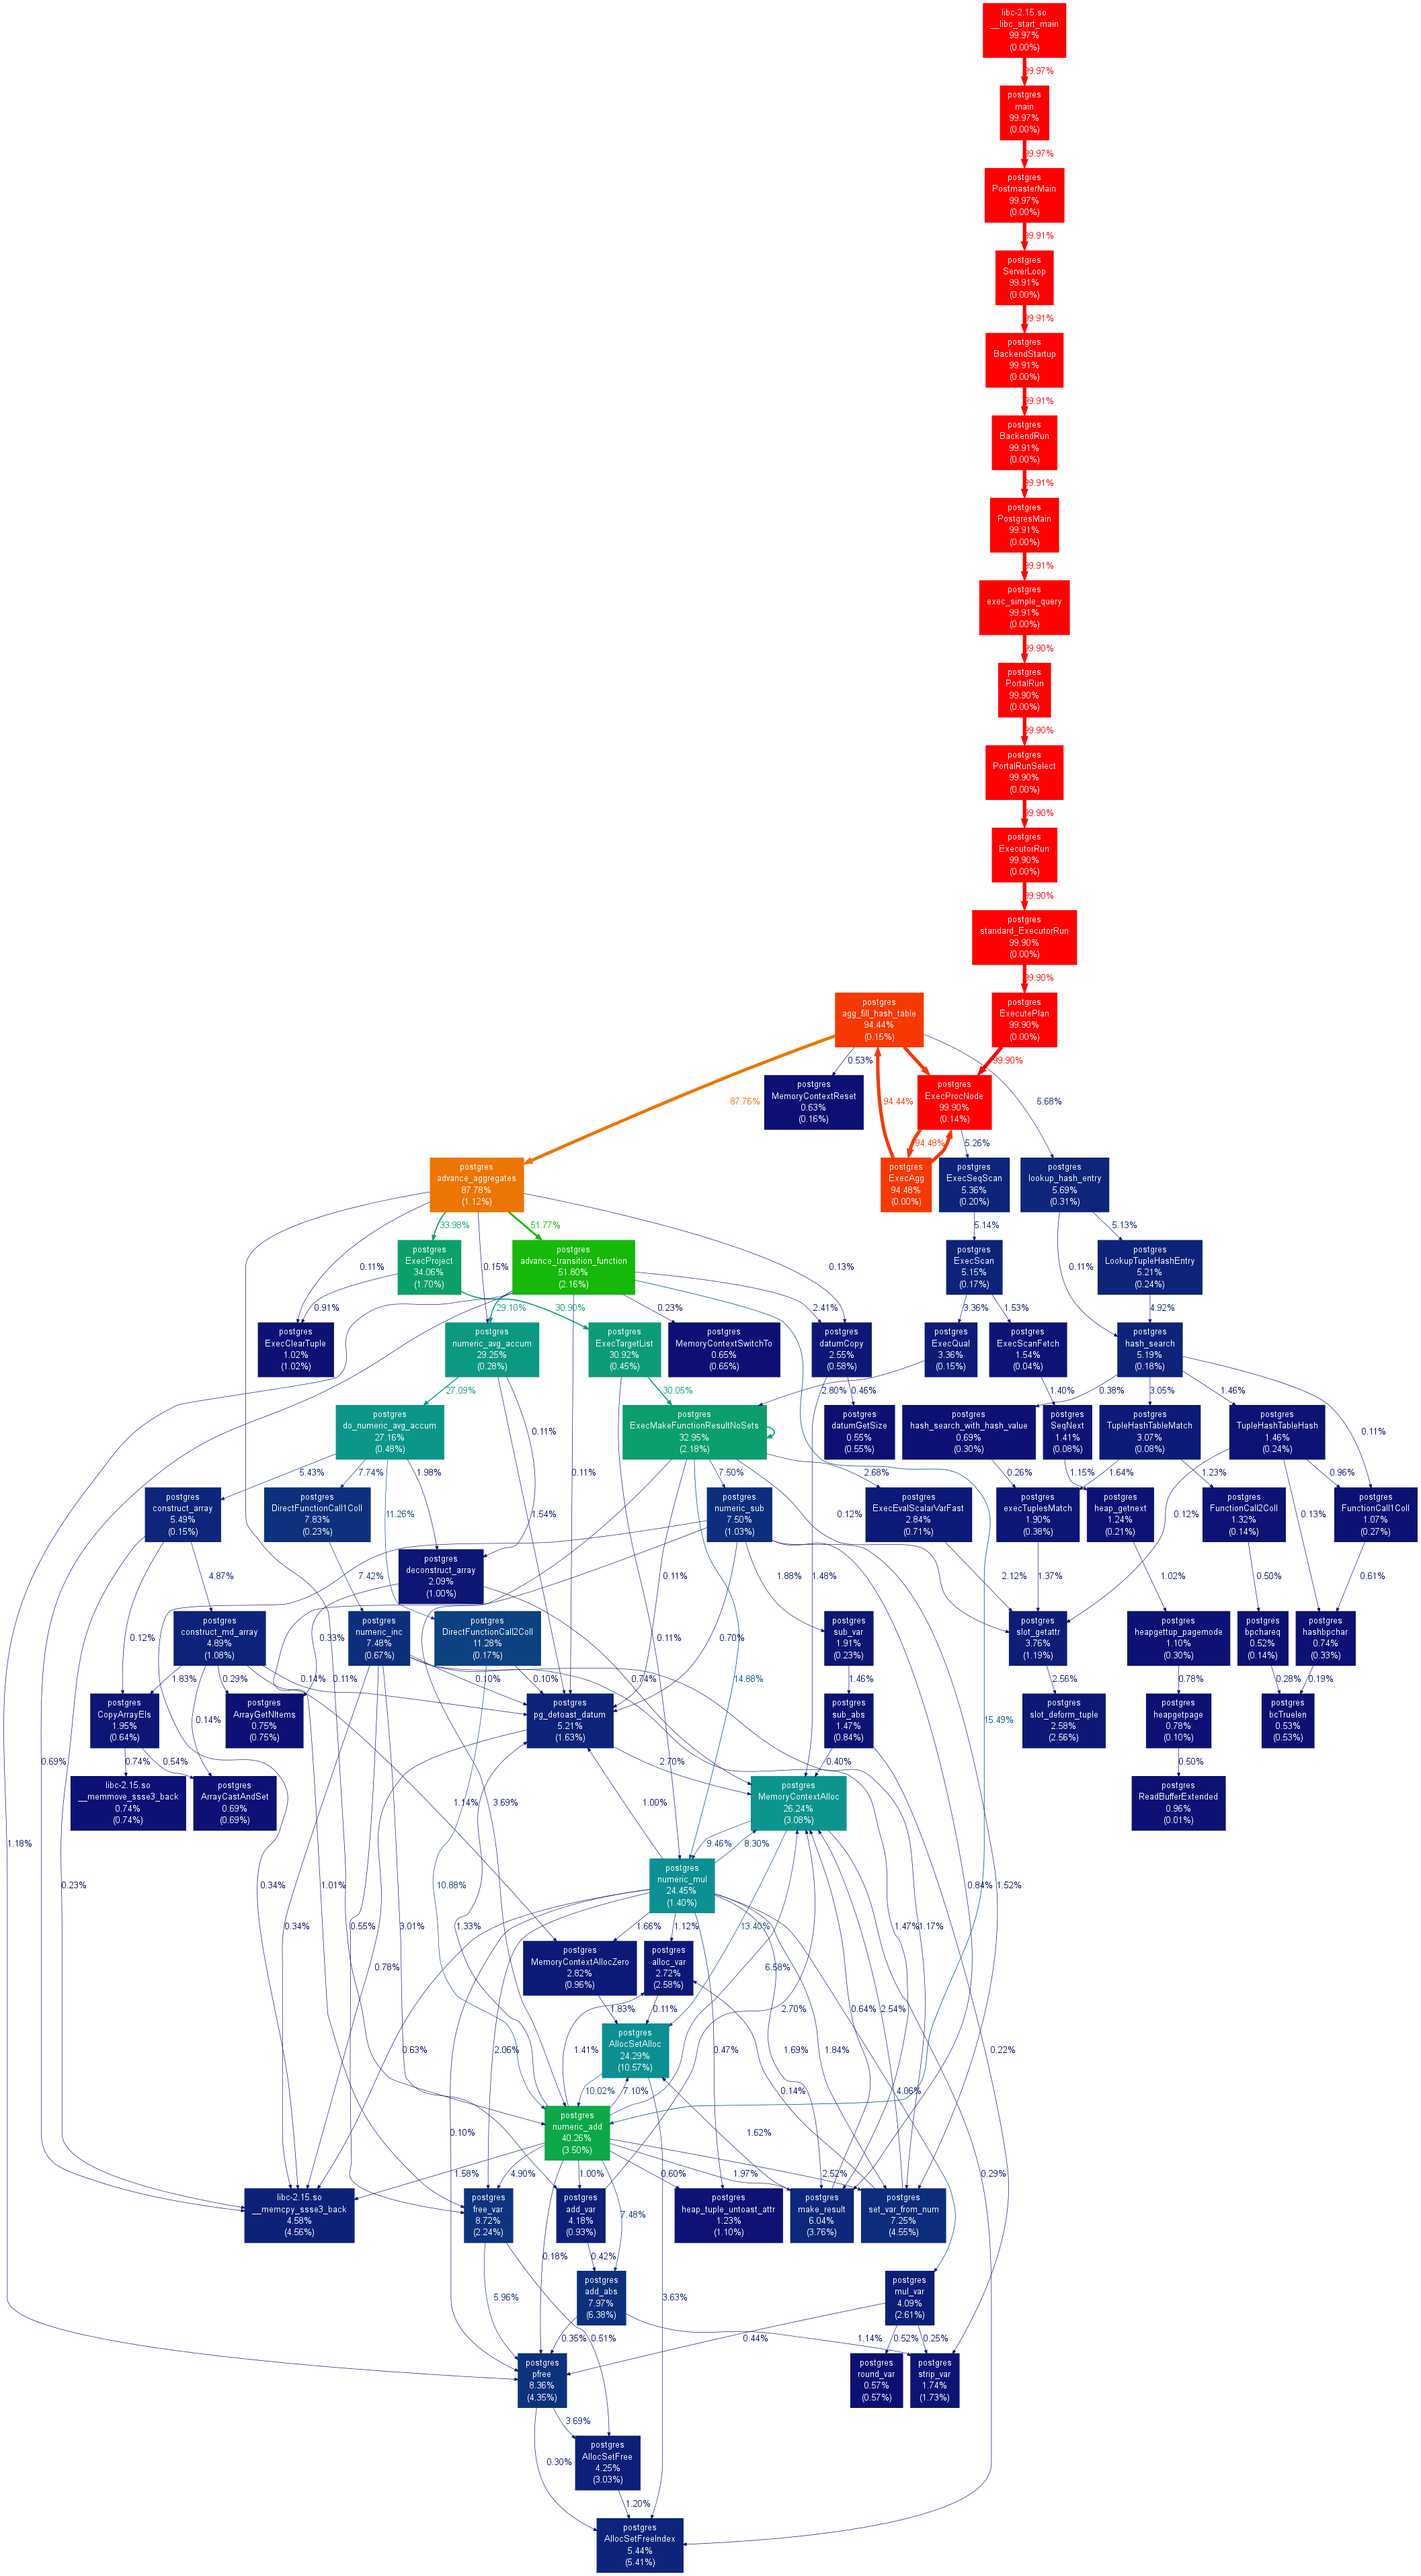 libc-2.15.so
__libc_start_main
99.97%
(0.00%)
99.97%
postgres
main
99.97%
(0.00%)
99.97%
postgres
PostmasterMain
99.97%
(0.00%)
99.91%
postgres
ServerLoop
99.91%
(0.00%)
99.91%
postgres
BackendStartup
99.91%
(0.00%)
99.91%
postgres
BackendRun
99.91%
(0.00%)
99.91%
postgres
PostgresMain
99.91%
(0.00%)
99.91%
postgres
exec_simple_query
99.91%
(0.00%)
99.90%
postgres
PortalRun
99.90%
(0.00%)
99.90%
postgres
PortalRunSelect
99.90%
(0.00%)
99.90%
postgres
ExecutorRun
99.90%
(0.00%)
99.90%
postgres
standard_ExecutorRun
99.90%
(0.00%)
99.90%
postgres
agg_fill_hash_table
94.44%
(0.15%)
postgres
ExecutePlan
99.90%
(0.00%)
0.53%
99.90%
87.76%
postgres
MemoryContextReset
0.63%
(0.16%)
94.44%
postgres
ExecProcNode
99.90%
(0.14%)
5.68%
94.48%
5.26%
postgres
advance_aggregates
87.78%
(1.12%)
postgres
ExecAgg
94.48%
(0.00%)
postgres
ExecSeqScan
5.36%
(0.20%)
postgres
lookup_hash_entry
5.69%
(0.31%)
33.98%
51.77%
5.14%
5.13%
0.11%
postgres
ExecProject
34.06%
(1.70%)
0.15%
postgres
advance_transition_function
51.80%
(2.16%)
0.13%
postgres
ExecScan
5.15%
(0.17%)
0.11%
postgres
LookupTupleHashEntry
5.21%
(0.24%)
0.91%
29.10%
30.90%
0.23%
2.41%
3.36%
1.53%
4.92%
postgres
ExecClearTuple
1.02%
(1.02%)
postgres
numeric_avg_accum
29.25%
(0.28%)
postgres
ExecTargetList
30.92%
(0.45%)
postgres
MemoryContextSwitchTo
0.65%
(0.65%)
postgres
datumCopy
2.55%
(0.58%)
postgres
ExecQual
3.36%
(0.15%)
postgres
ExecScanFetch
1.54%
(0.04%)
postgres
hash_search
5.19%
(0.18%)
27.09%
30.05%
2.80%
0.46%
1.40%
0.38%
3.05%
1.46%
postgres
do_numeric_avg_accum
27.16%
(0.48%)
0.11%
0.11%
postgres
ExecMakeFunctionResultNoSets
32.95%
(2.18%)
postgres
datumGetSize
0.55%
(0.55%)
postgres
hash_search_with_hash_value
0.69%
(0.30%)
postgres
SeqNext
1.41%
(0.08%)
postgres
TupleHashTableMatch
3.07%
(0.08%)
postgres
TupleHashTableHash
1.46%
(0.24%)
0.11%
5.43%
7.74%
1.98%
7.50%
2.68%
0.26%
1.15%
1.64%
1.23%
0.96%
postgres
construct_array
5.49%
(0.15%)
postgres
DirectFunctionCall1Coll
7.83%
(0.23%)
11.26%
1.54%
postgres
numeric_sub
7.50%
(1.03%)
0.12%
postgres
ExecEvalScalarVarFast
2.84%
(0.71%)
postgres
execTuplesMatch
1.90%
(0.38%)
postgres
heap_getnext
1.24%
(0.21%)
0.12%
postgres
FunctionCall2Coll
1.32%
(0.14%)
0.13%
postgres
FunctionCall1Coll
1.07%
(0.27%)
4.87%
7.42%
postgres
deconstruct_array
2.09%
(1.00%)
0.11%
1.88%
1.48%
2.12%
1.37%
1.02%
0.50%
0.61%
0.12%
postgres
construct_md_array
4.89%
(1.08%)
0.33%
postgres
numeric_inc
7.48%
(0.67%)
postgres
DirectFunctionCall2Coll
11.28%
(0.17%)
0.11%
0.70%
postgres
sub_var
1.91%
(0.23%)
postgres
slot_getattr
3.76%
(1.19%)
postgres
heapgettup_pagemode
1.10%
(0.30%)
postgres
bpchareq
0.52%
(0.14%)
postgres
hashbpchar
0.74%
(0.33%)
1.83%
0.29%
0.14%
0.11%
0.10%
0.10%
0.74%
14.88%
1.46%
2.56%
0.78%
0.28%
0.19%
postgres
CopyArrayEls
1.95%
(0.64%)
0.14%
postgres
ArrayGetNItems
0.75%
(0.75%)
postgres
pg_detoast_datum
5.21%
(1.63%)
postgres
sub_abs
1.47%
(0.84%)
15.49%
postgres
slot_deform_tuple
2.58%
(2.56%)
postgres
heapgetpage
0.78%
(0.10%)
postgres
bcTruelen
0.53%
(0.53%)
0.69%
0.74%
0.54%
2.70%
0.40%
0.50%
libc-2.15.so
__memmove_ssse3_back
0.74%
(0.74%)
postgres
ArrayCastAndSet
0.69%
(0.69%)
1.14%
3.69%
1.00%
postgres
MemoryContextAlloc
26.24%
(3.08%)
postgres
ReadBufferExtended
0.96%
(0.01%)
1.18%
9.46%
8.30%
0.23%
0.34%
1.01%
10.88%
postgres
numeric_mul
24.45%
(1.40%)
0.84%
1.52%
0.34%
0.55%
3.01%
1.33%
1.66%
1.12%
13.40%
1.47%
1.17%
0.78%
postgres
MemoryContextAllocZero
2.82%
(0.96%)
postgres
alloc_var
2.72%
(2.58%)
6.58%
1.83%
0.11%
2.70%
0.64%
2.54%
0.63%
2.06%
1.41%
postgres
AllocSetAlloc
24.29%
(10.57%)
0.47%
1.69%
1.84%
0.22%
10.02%
7.10%
0.14%
4.06%
0.10%
postgres
numeric_add
40.26%
(3.50%)
1.62%
0.29%
1.58%
4.90%
1.00%
0.60%
1.97%
2.52%
libc-2.15.so
__memcpy_ssse3_back
4.58%
(4.56%)
postgres
free_var
8.72%
(2.24%)
postgres
add_var
4.18%
(0.93%)
7.48%
postgres
heap_tuple_untoast_attr
1.23%
(1.10%)
postgres
make_result
6.04%
(3.76%)
postgres
set_var_from_num
7.25%
(4.55%)
0.18%
0.42%
5.96%
postgres
add_abs
7.97%
(6.38%)
3.63%
postgres
mul_var
4.09%
(2.61%)
0.35%
0.51%
0.44%
1.14%
0.52%
0.25%
postgres
pfree
8.36%
(4.35%)
postgres
round_var
0.57%
(0.57%)
postgres
strip_var
1.74%
(1.73%)
3.69%
0.30%
postgres
AllocSetFree
4.25%
(3.03%)
1.20%
postgres
AllocSetFreeIndex
5.44%
(5.41%)